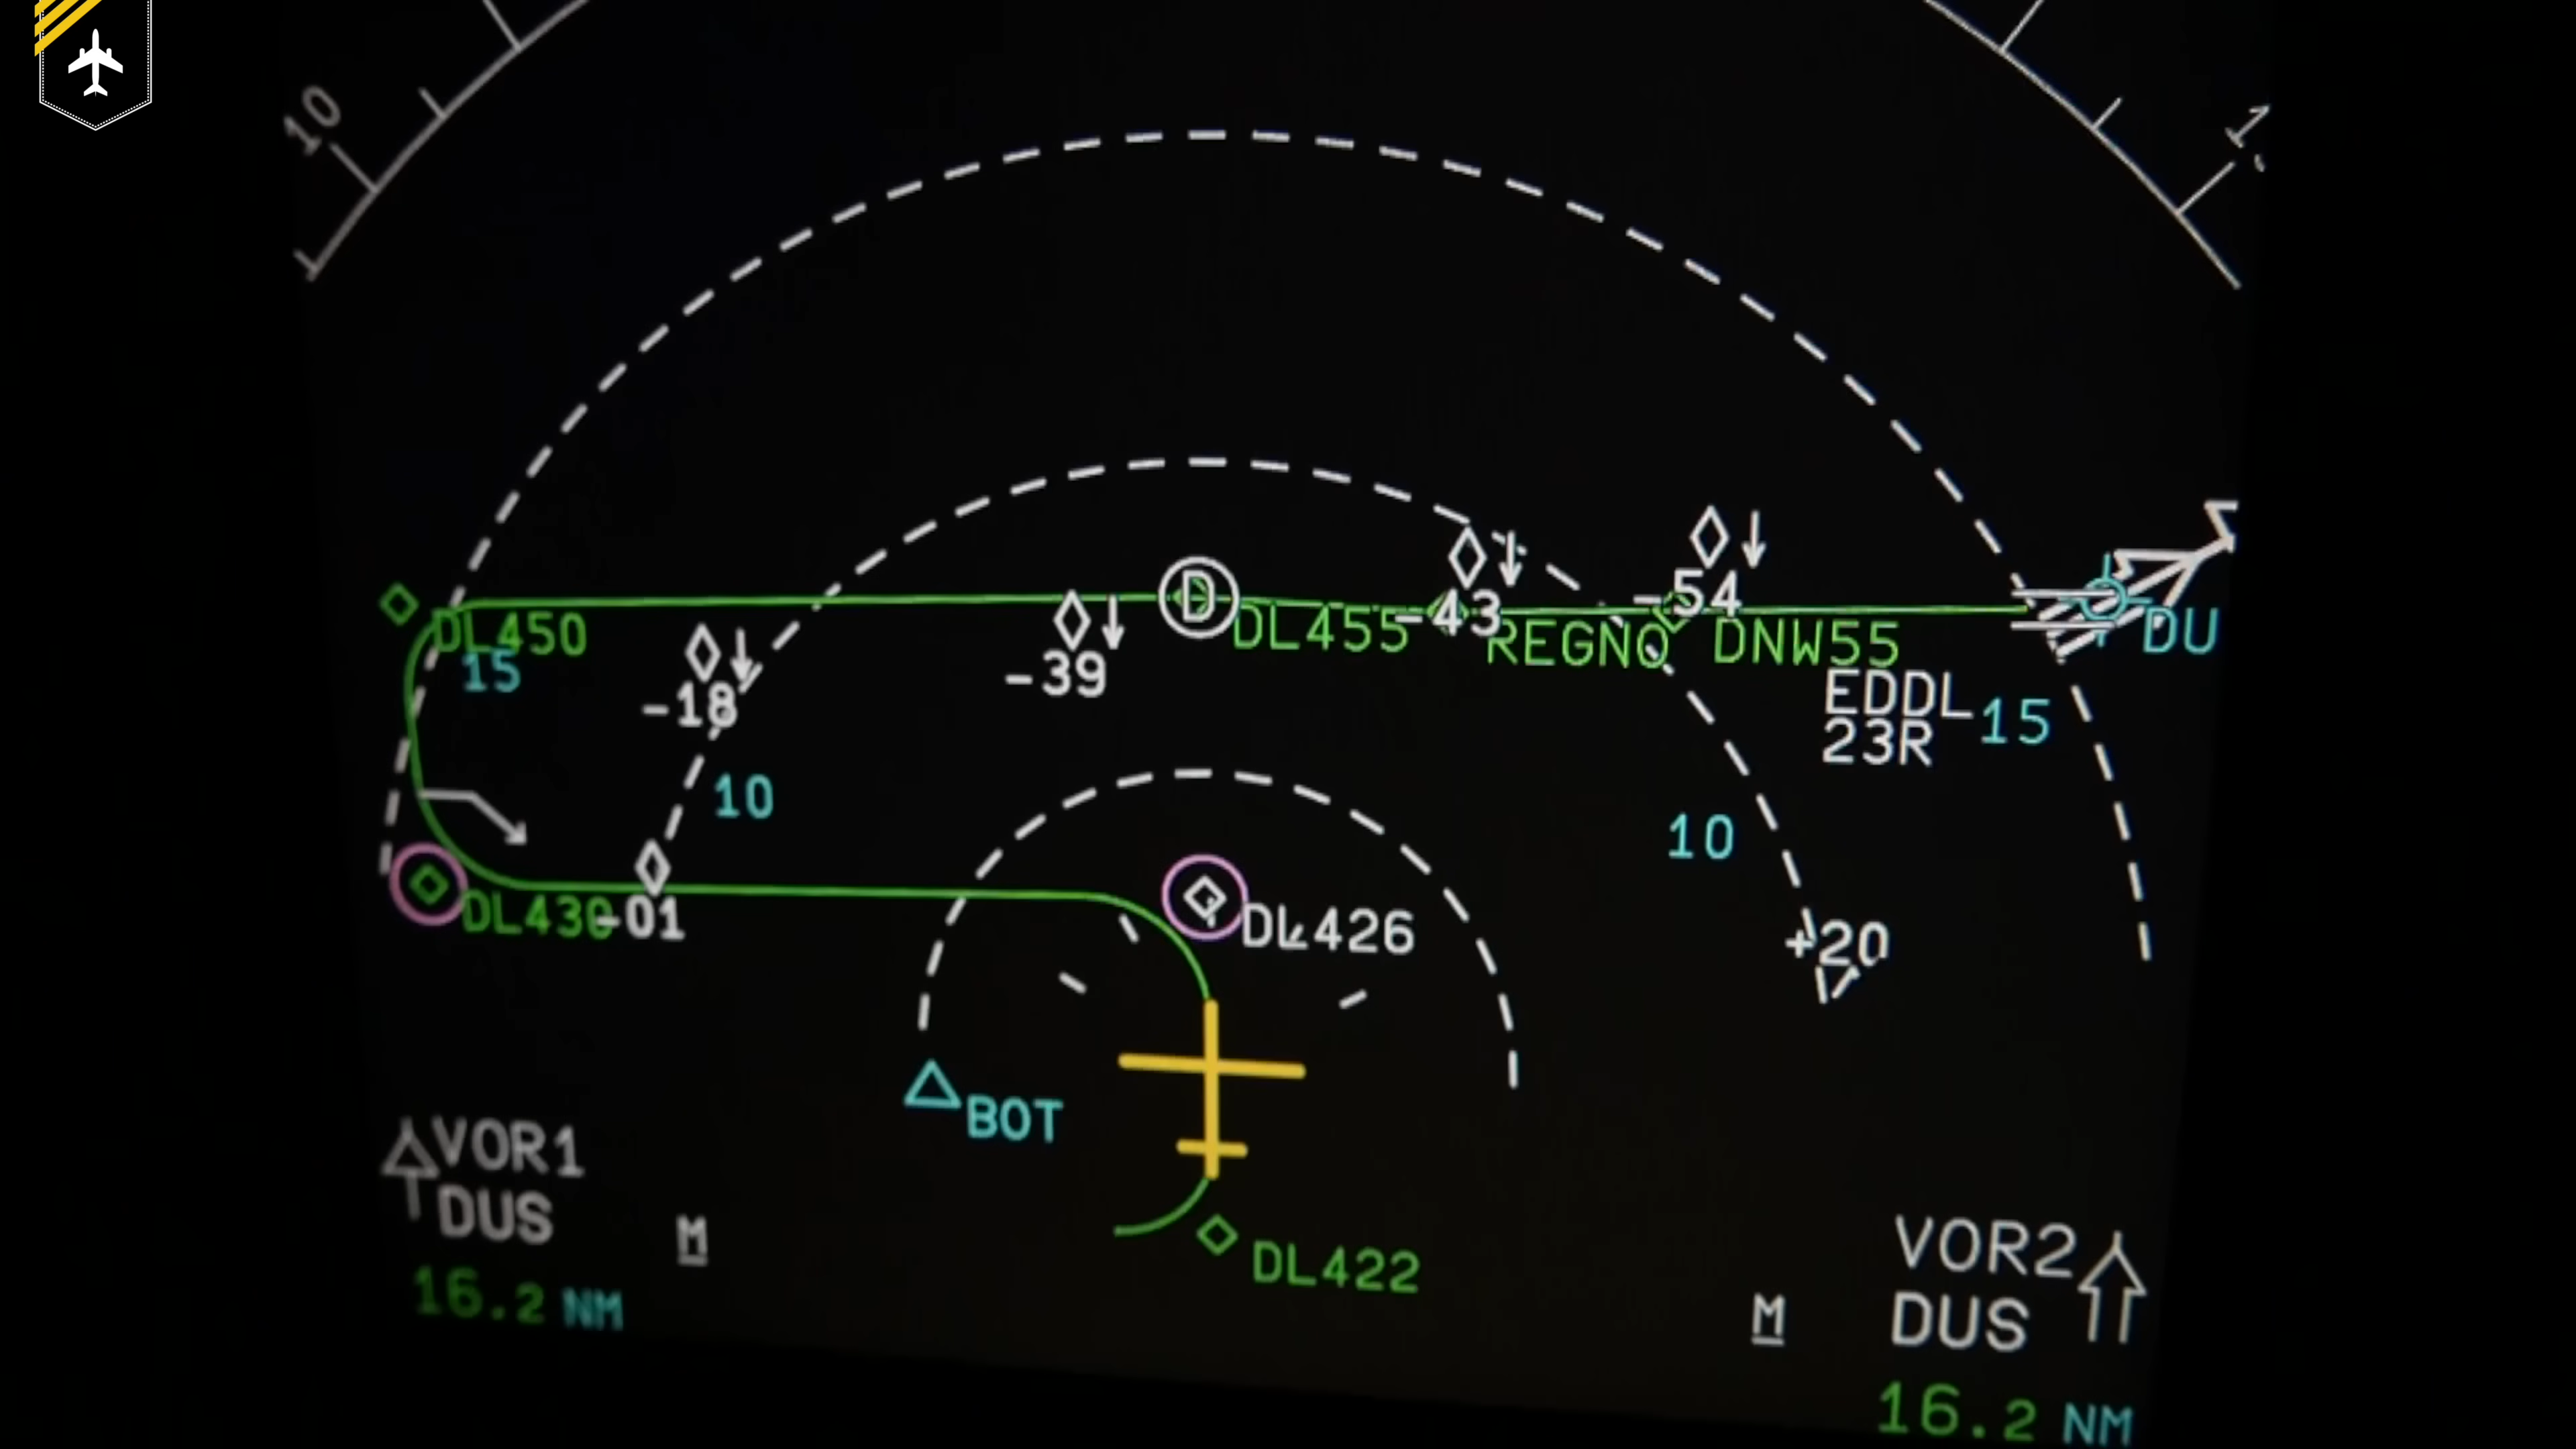 10
1
DL450
15
-18
-39
D
DL455
-43
REGNO
-54
DNW55
DU
EDDL
23R
15
10
10
DL430
-01
DL426
+20
BOT
VOR1
DUS
M
16.2 NM
DL422
M
VOR2
DUS
16.2 NM